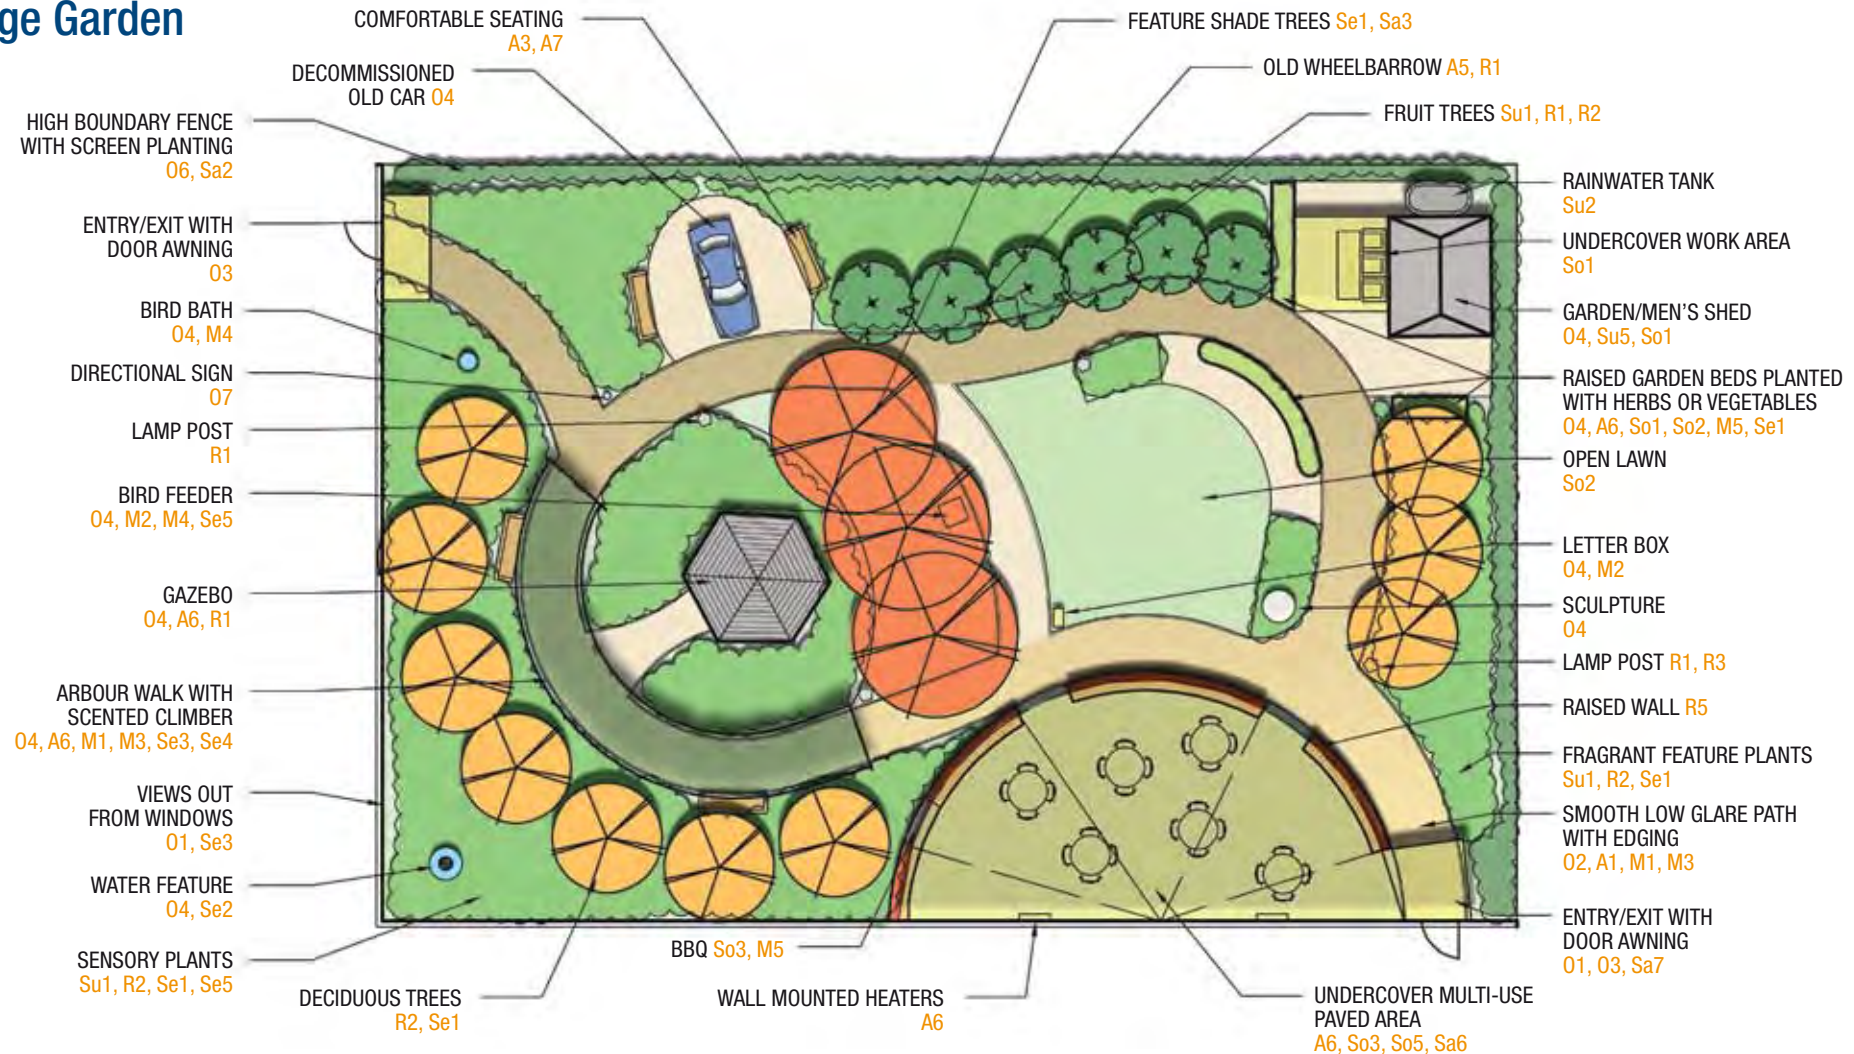 ge Garden
COMFORTABLE SEATING
A3, A7
DECOMMISSIONED
OLD CAR O4
HIGH BOUNDARY FENCE
WITH SCREEN PLANTING
O6, Sa2
ENTRY/EXIT WITH
DOOR AWNING
O3
BIRD BATH
O4, M4
DIRECTIONAL SIGN
O7
LAMP POST
R1
BIRD FEEDER
O4, M2, M4, Se5
GAZEBO
O4, A6, R1
ARBOUR WALK WITH
SCENTED CLIMBER
O4, A6, M1, M3, Se3, Se4
VIEWS OUT
FROM WINDOWS
O1, Se3
WATER FEATURE
O4, Se2
SENSORY PLANTS
Su1, R2, Se1, Se5
DECIDUOUS TREES
R2, Se1
BBQ So3, M5
WALL MOUNTED HEATERS
A6
FEATURE SHADE TREES Se1, Sa3
OLD WHEELBARROW A5, R1
FRUIT TREES Su1, R1, R2
RAINWATER TANK
Su2
UNDERCOVER WORK AREA
So1
GARDEN/MEN'S SHED
O4, Su5, So1
RAISED GARDEN BEDS PLANTED
WITH HERBS OR VEGETABLES
O4, A6, So1, So2, M5, Se1
OPEN LAWN
So2
LETTER BOX
O4, M2
SCULPTURE
O4
LAMP POST R1, R3
RAISED WALL R5
FRAGRANT FEATURE PLANTS
Su1, R2, Se1
SMOOTH LOW GLARE PATH
WITH EDGING
O2, A1, M1, M3
ENTRY/EXIT WITH
DOOR AWNING
O1, O3, Sa7
UNDERCOVER MULTI-USE
PAVED AREA
A6, So3, So5, Sa6